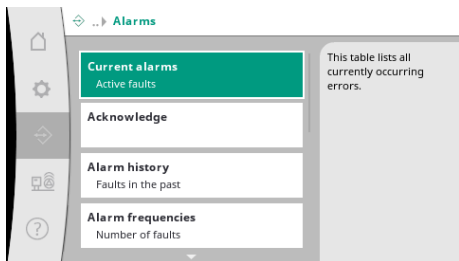 .. Alarms
Current alarms
Active faults
Acknowledge
Alarm history
Faults in the past
Alarm frequencies
Number of faults
This table lists all
currently occurring
errors.
?